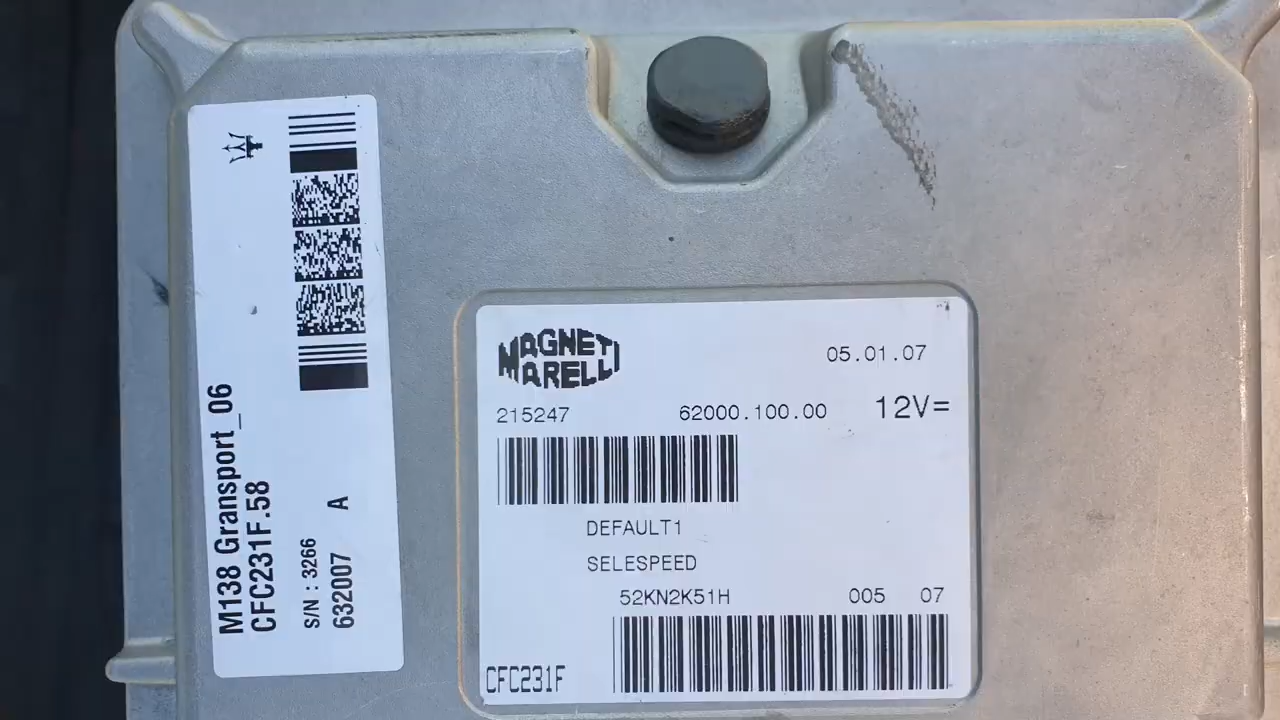 M138 Gransport_06
CFC231F.58
S/N : 3266
632007 A
MAGNETI
MARELLI
05.01.07
215247 62000.100.00 12V=
DEFAULT1
SELESPEED
52KN2K51H 005 07
CFC231F